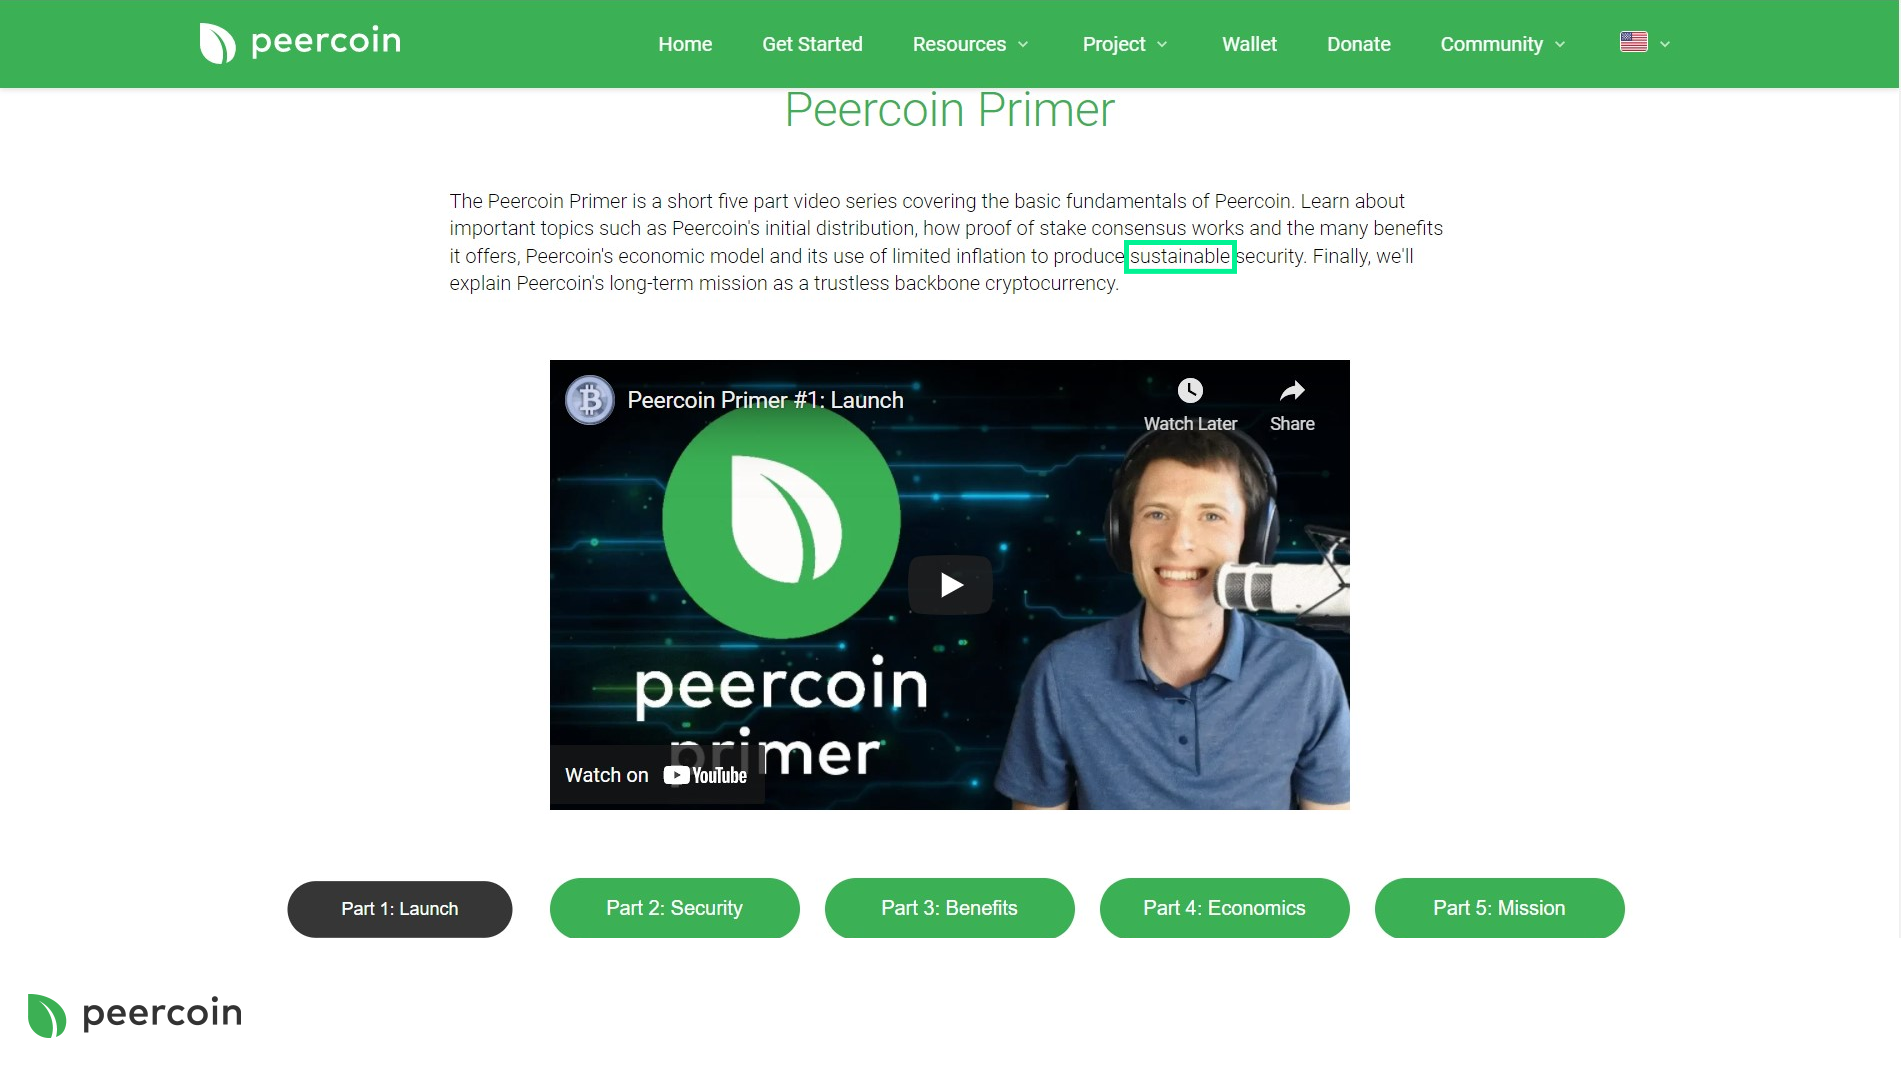 peercoin
Home
Get Started
Resources
Project
Wallet
Donate
Community
Peercoin Primer
The Peercoin Primer is a short five part video series covering the basic fundamentals of Peercoin. Learn about
important topics such as Peercoin's initial distribution, how proof of stake consensus works and the many benefits
it offers, Peercoin's economic model and its use of limited inflation to produce sustainable security. Finally, we'll
explain Peercoin's long-term mission as a trustless backbone cryptocurrency.
Peercoin Primer #1: Launch
Watch Later
Share
peercoin
primer
Watch on YouTube
Part 1: Launch
Part 2: Security
Part 3: Benefits
Part 4: Economics
Part 5: Mission
peercoin